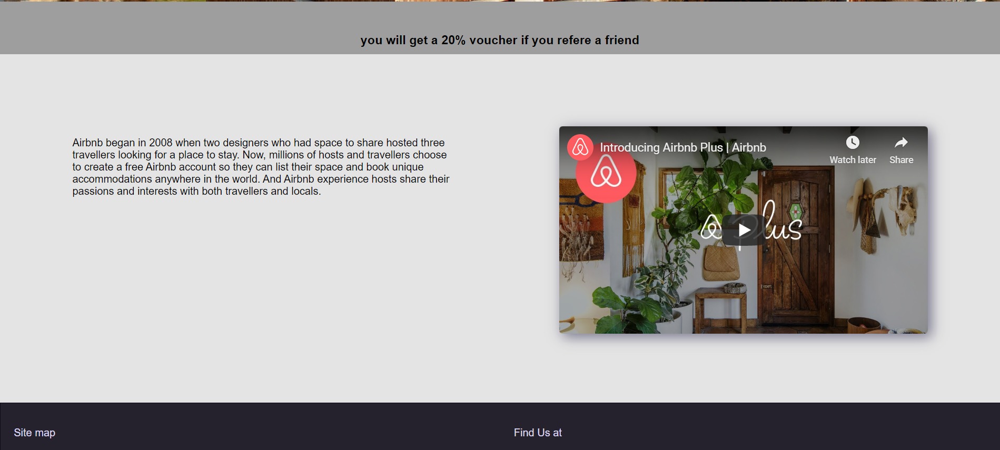 you will get a 20% voucher if you refere a friend
Airbnb began in 2008 when two designers who had space to share hosted three
travellers looking for a place to stay. Now, millions of hosts and travellers choose
to create a free Airbnb account so they can list their space and book unique
accommodations anywhere in the world. And Airbnb experience hosts share their
passions and interests with both travellers and locals.
Introducing Airbnb Plus | Airbnb
Watch later
Share
plus
Site map
Find Us at